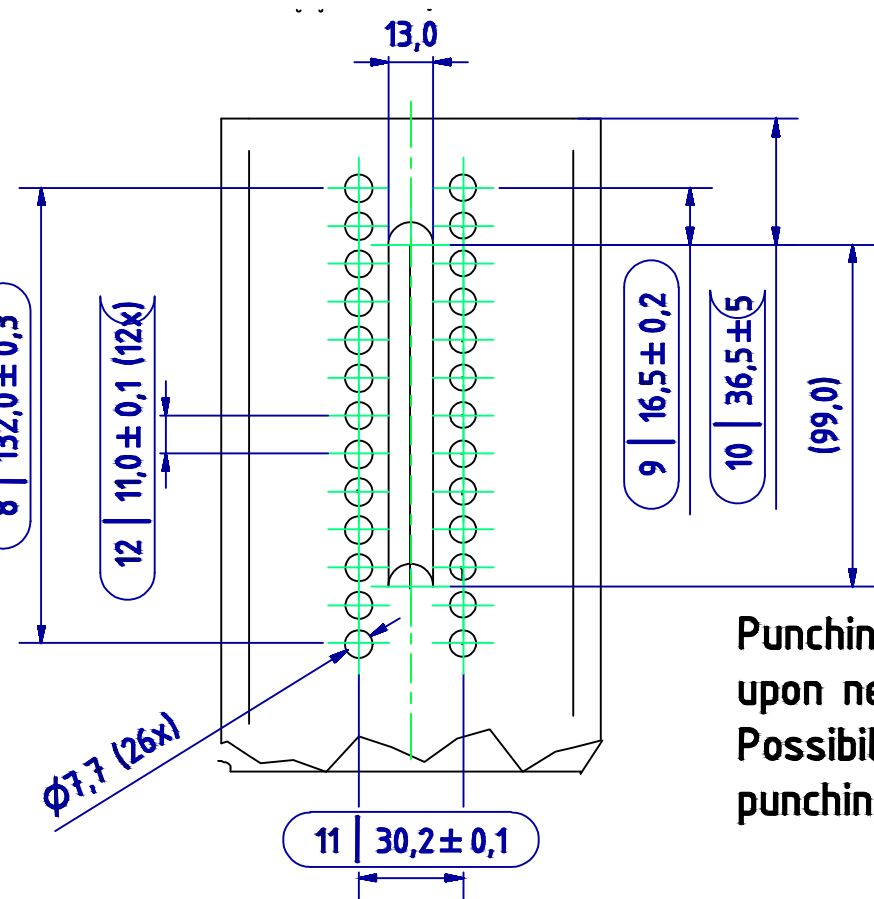 13,0
8 | 132,0 ± 0,3
12 | 11,0 ± 0,1 (12x)
9 | 16,5 ± 0,2
10 | 36,5 ± 5
(99,0)
Punchin
upon ne
Possibil
punchin
Ø7,7 (26x)
11 | 30,2 ± 0,1